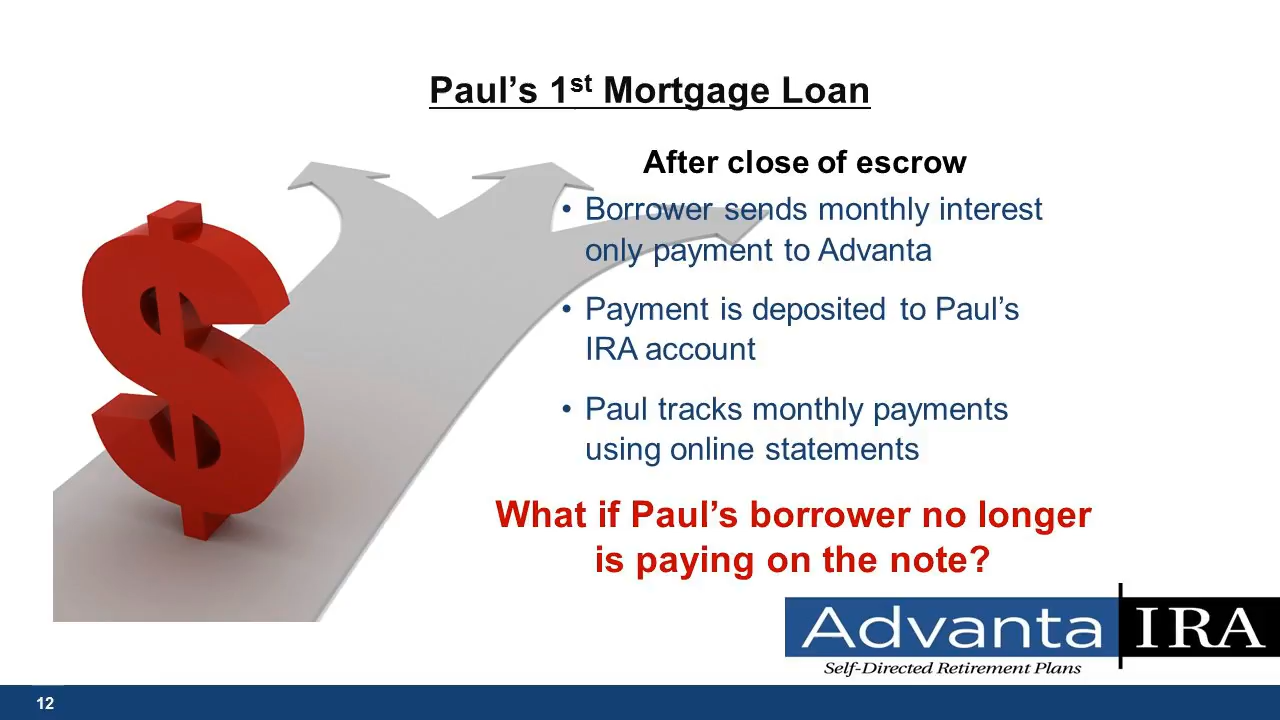 Paul’s 1st Mortgage Loan
After close of escrow
• Borrower sends monthly interest
only payment to Advanta
• Payment is deposited to Paul’s
IRA account
• Paul tracks monthly payments
using online statements
What if Paul’s borrower no longer
is paying on the note?
Advanta IRA
Self-Directed Retirement Plans
12